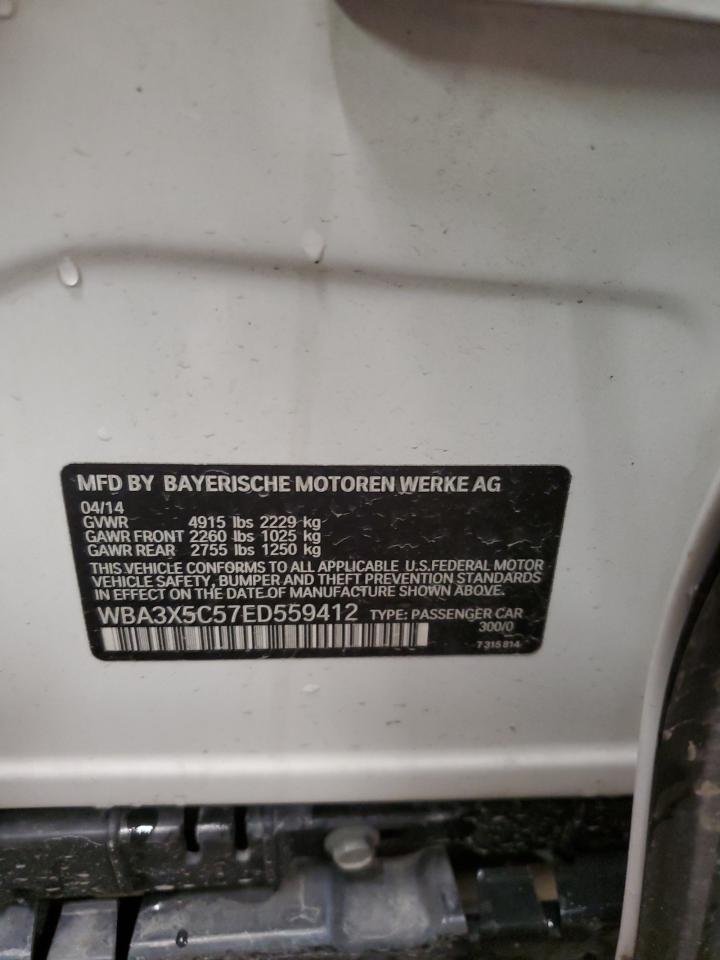 MFD BY BAYERISCHE MOTOREN WERKE AG
04/14
GVWR 4915 lbs 2229 kg
GAWR FRONT 2260 lbs 1025 kg
GAWR REAR 2755 lbs 1250 kg
THIS VEHICLE CONFORMS TO ALL APPLICABLE U.S.FEDERAL MOTOR
VEHICLE SAFETY, BUMPER AND THEFT PREVENTION STANDARDS
IN EFFECT ON THE DATE OF MANUFACTURE SHOWN ABOVE.
WBA3X5C57ED559412 TYPE: PASSENGER CAR
300/0
7 315 814